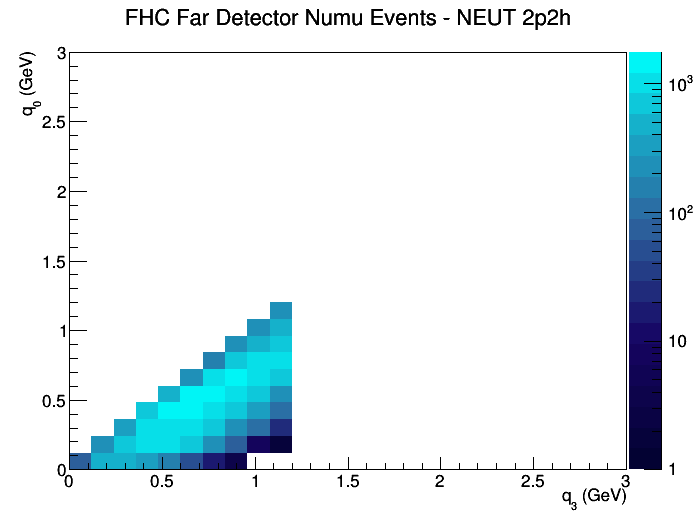 FHC Far Detector Numu Events - NEUT 2p2h
q₀ (GeV)
3
2.5
2
1.5
1
0.5
0
0 0.5 1 1.5 2 2.5 3
q₃ (GeV)
10³
10²
10
1